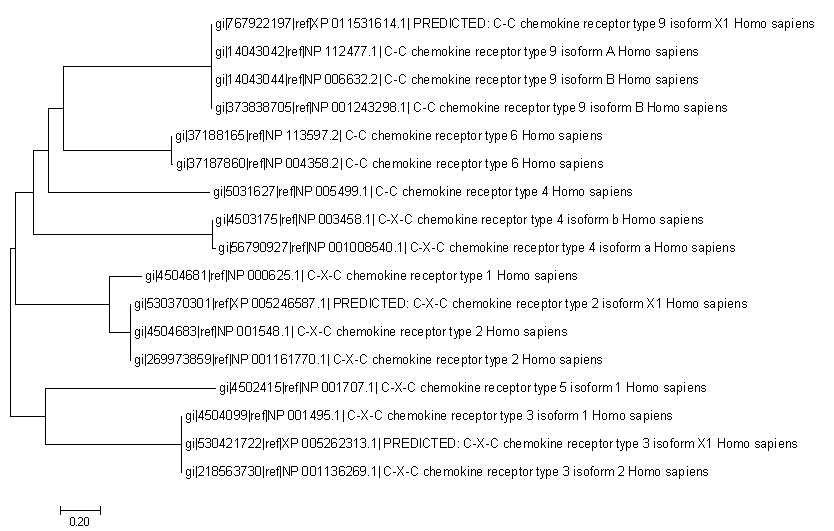 gi|767922197|ref|XP 011531614.1| PREDICTED: C-C chemokine receptor type 9 isoform X1 Homo sapiens
gi|14043042|ref|NP 112477.1| C-C chemokine receptor type 9 isoform A Homo sapiens
gi|14043044|ref|NP 006632.2| C-C chemokine receptor type 9 isoform B Homo sapiens
gi|373838705|ref|NP 001243298.1| C-C chemokine receptor type 9 isoform B Homo sapiens
gi|37188165|ref|NP 113597.2| C-C chemokine receptor type 6 Homo sapiens
gi|37187860|ref|NP 004358.2| C-C chemokine receptor type 6 Homo sapiens
gi|5031627|ref|NP 005499.1| C-C chemokine receptor type 4 Homo sapiens
gi|4503175|ref|NP 003458.1| C-X-C chemokine receptor type 4 isoform b Homo sapiens
gi|56790927|ref|NP 001008540.1| C-X-C chemokine receptor type 4 isoform a Homo sapiens
gi|4504681|ref|NP 000625.1| C-X-C chemokine receptor type 1 Homo sapiens
gi|530370301|ref|XP 005246587.1| PREDICTED: C-X-C chemokine receptor type 2 isoform X1 Homo sapiens
gi|4504683|ref|NP 001548.1| C-X-C chemokine receptor type 2 Homo sapiens
gi|269973859|ref|NP 001161770.1| C-X-C chemokine receptor type 2 Homo sapiens
gi|4502415|ref|NP 001707.1| C-X-C chemokine receptor type 5 isoform 1 Homo sapiens
gi|4504099|ref|NP 001495.1| C-X-C chemokine receptor type 3 isoform 1 Homo sapiens
gi|530421722|ref|XP 005262313.1| PREDICTED: C-X-C chemokine receptor type 3 isoform X1 Homo sapiens
gi|218563730|ref|NP 001136269.1| C-X-C chemokine receptor type 3 isoform 2 Homo sapiens
0.20